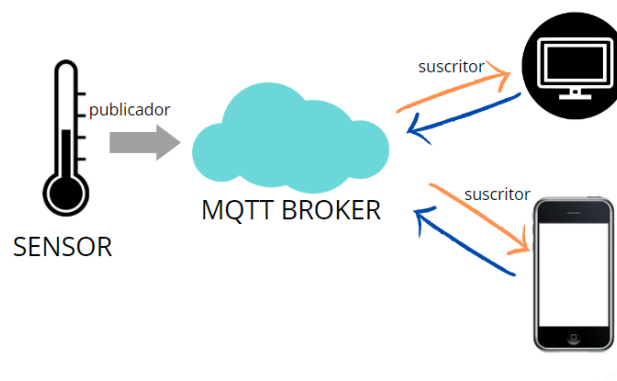 suscritor
publicador
suscritor
MQTT BROKER
SENSOR